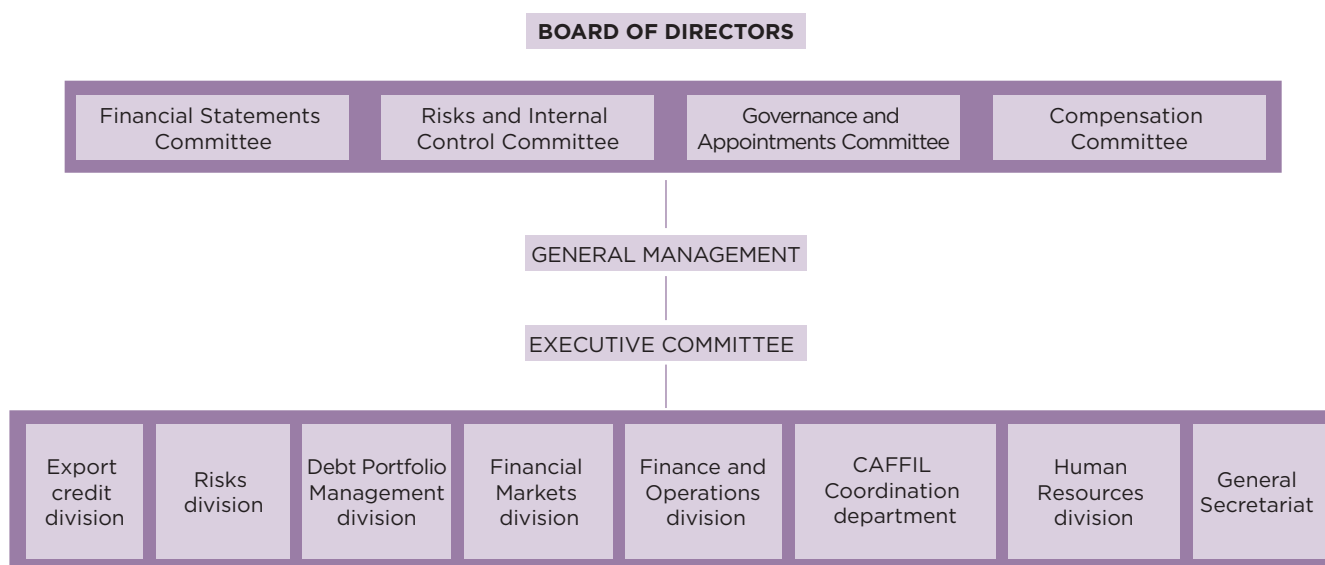 BOARD OF DIRECTORS
Financial Statements
Committee
Risks and Internal
Control Committee
Governance and
Appointments Committee
Compensation
Committee
GENERAL MANAGEMENT
EXECUTIVE COMMITTEE
Export
credit
division
Risks
division
Debt Portfolio
Management
division
Financial
Markets
division
Finance and
Operations
division
CAFFIL
Coordination
department
Human
Resources
division
General
Secretariat